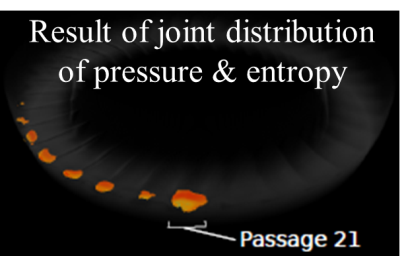 Result of joint distribution
of pressure & entropy
Passage 21